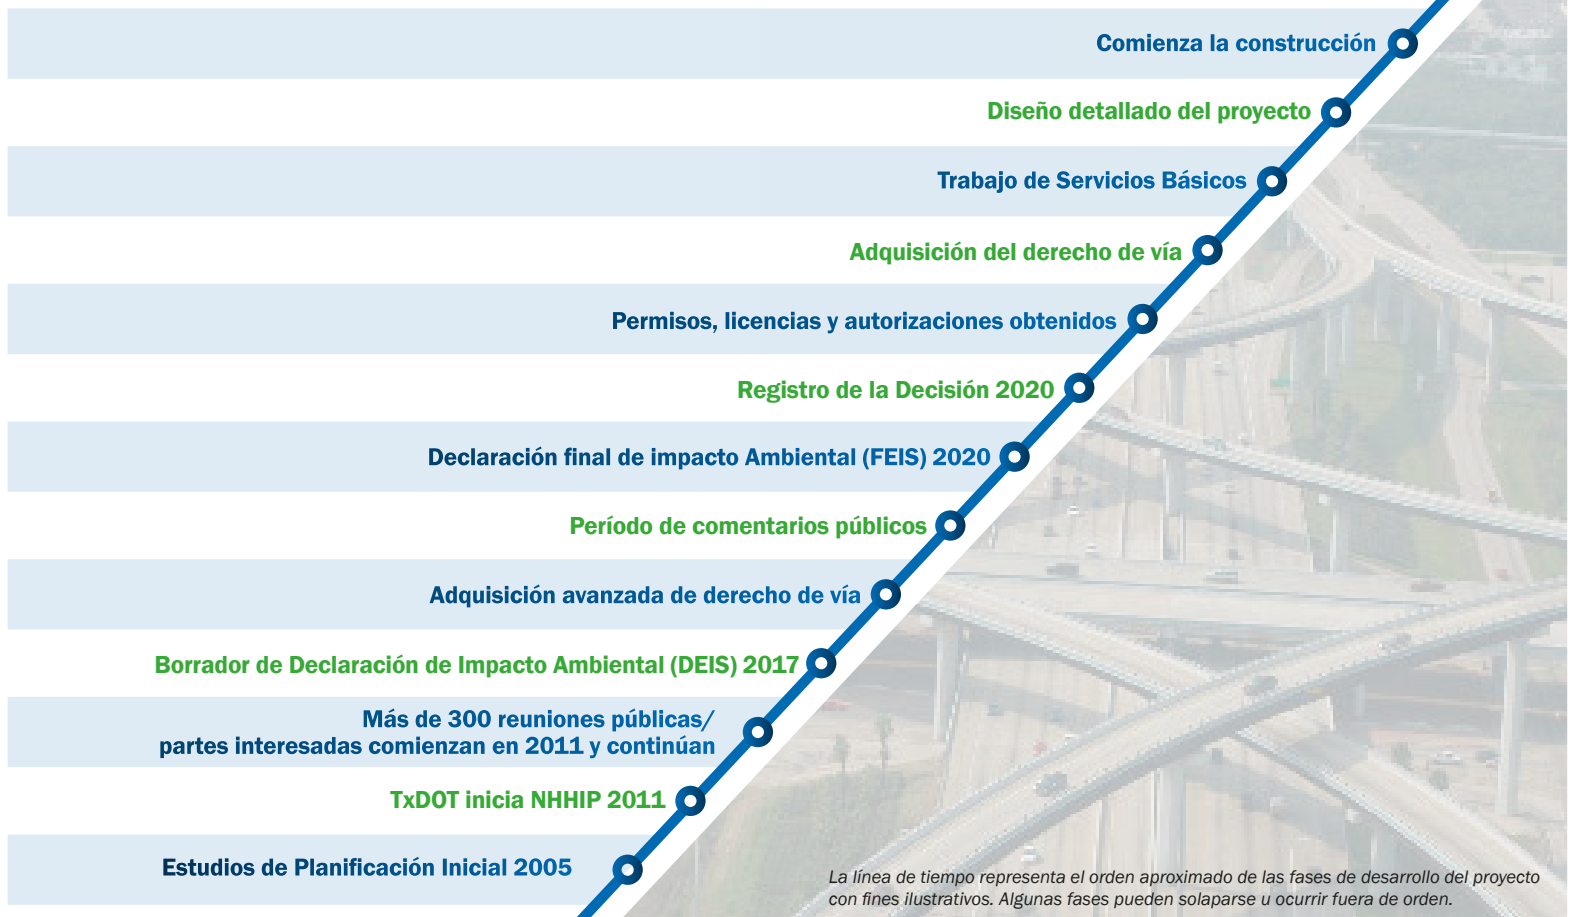 Comienza la construcción
Diseño detallado del proyecto
Trabajo de Servicios Básicos
Adquisición del derecho de vía
Permisos, licencias y autorizaciones obtenidos
Registro de la Decisión 2020
Declaración final de impacto Ambiental (FEIS) 2020
Período de comentarios públicos
Adquisición avanzada de derecho de vía
Borrador de Declaración de Impacto Ambiental (DEIS) 2017
Más de 300 reuniones públicas/
partes interesadas comienzan en 2011 y continúan
TxDOT inicia NHHIP 2011
Estudios de Planificación Inicial 2005
La línea de tiempo representa el orden aproximado de las fases de desarrollo del proyecto
con fines ilustrativos. Algunas fases pueden solaparse u ocurrir fuera de orden.